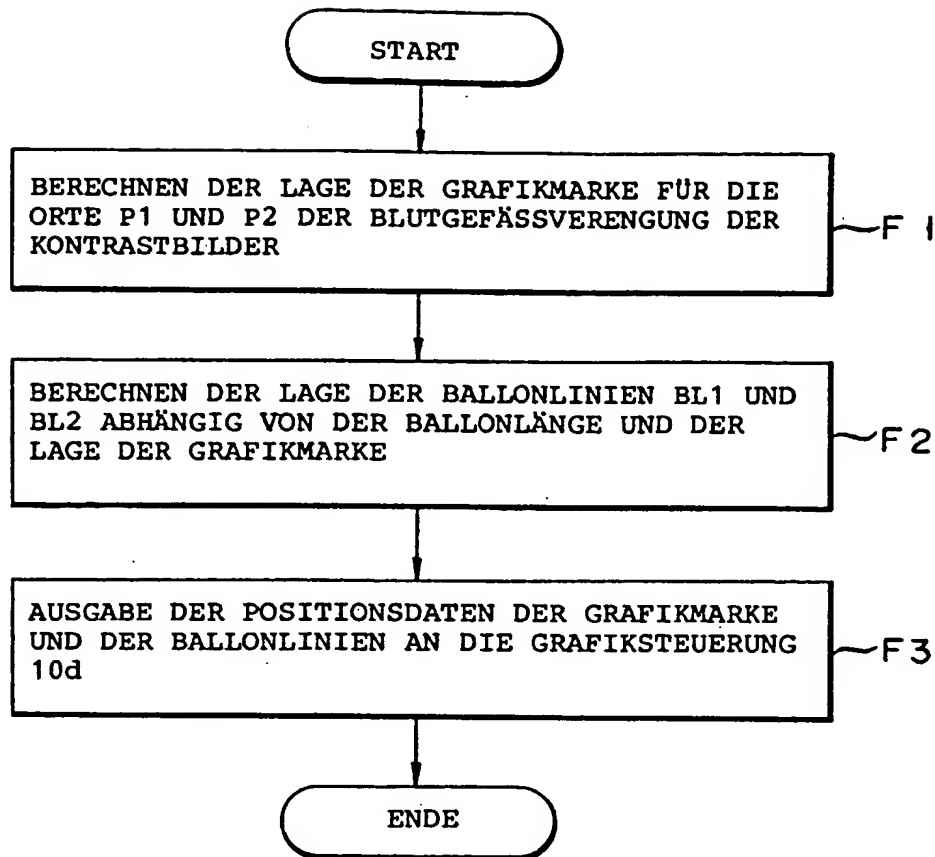 START
BERECHNEN DER LAGE DER GRAFIKMARKE FÜR DIE
ORTE P1 UND P2 DER BLUTGEFÄSSVERENGUNG DER
KONTRASTBILDER
F 1
BERECHNEN DER LAGE DER BALLONLINIEN BL1 UND
BL2 ABHÄNGIG VON DER BALLONLÄNGE UND DER
LAGE DER GRAFIKMARKE
F2
AUSGABE DER POSITIONSDATEN DER GRAFIKMARKE
UND DER BALLONLINIEN AN DIE GRAFIKSTEUERUNG
10d
F3
ENDE